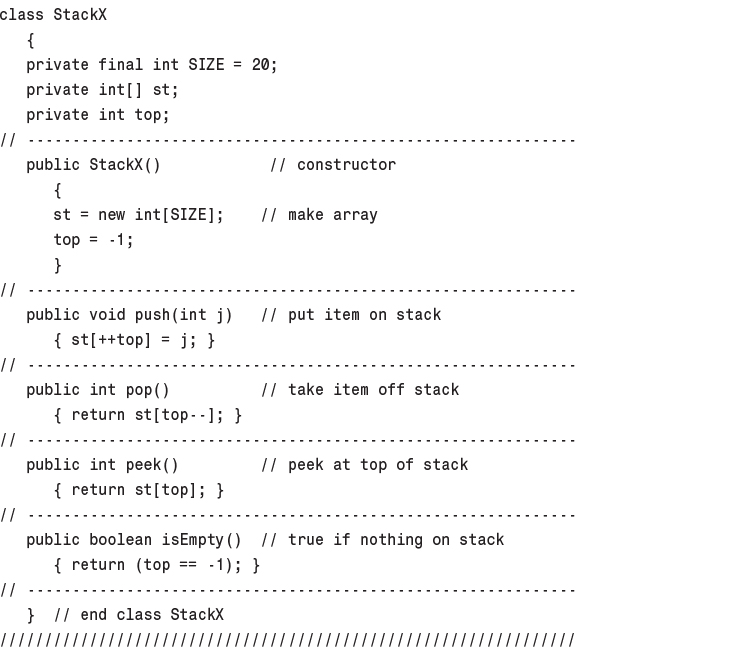 class StackX
   {
   private final int SIZE = 20;
   private int[] st;
   private int top;
// -------------------------------------------------------------
   public StackX()            // constructor
      {
      st = new int[SIZE];    // make array
      top = -1;
      }
// -------------------------------------------------------------
   public void push(int j)   // put item on stack
      { st[++top] = j; }
// -------------------------------------------------------------
   public int pop()          // take item off stack
      { return st[top--]; }
// -------------------------------------------------------------
   public int peek()         // peek at top of stack
      { return st[top]; }
// -------------------------------------------------------------
   public boolean isEmpty()  // true if nothing on stack
      { return (top == -1); }
// -------------------------------------------------------------
   }  // end class StackX
////////////////////////////////////////////////////////////////